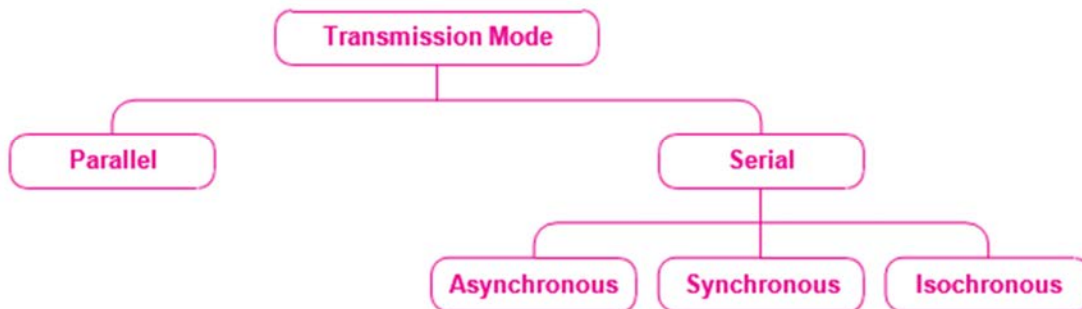 Transmission Mode
Parallel
Serial
Asynchronous
Synchronous
Isochronous